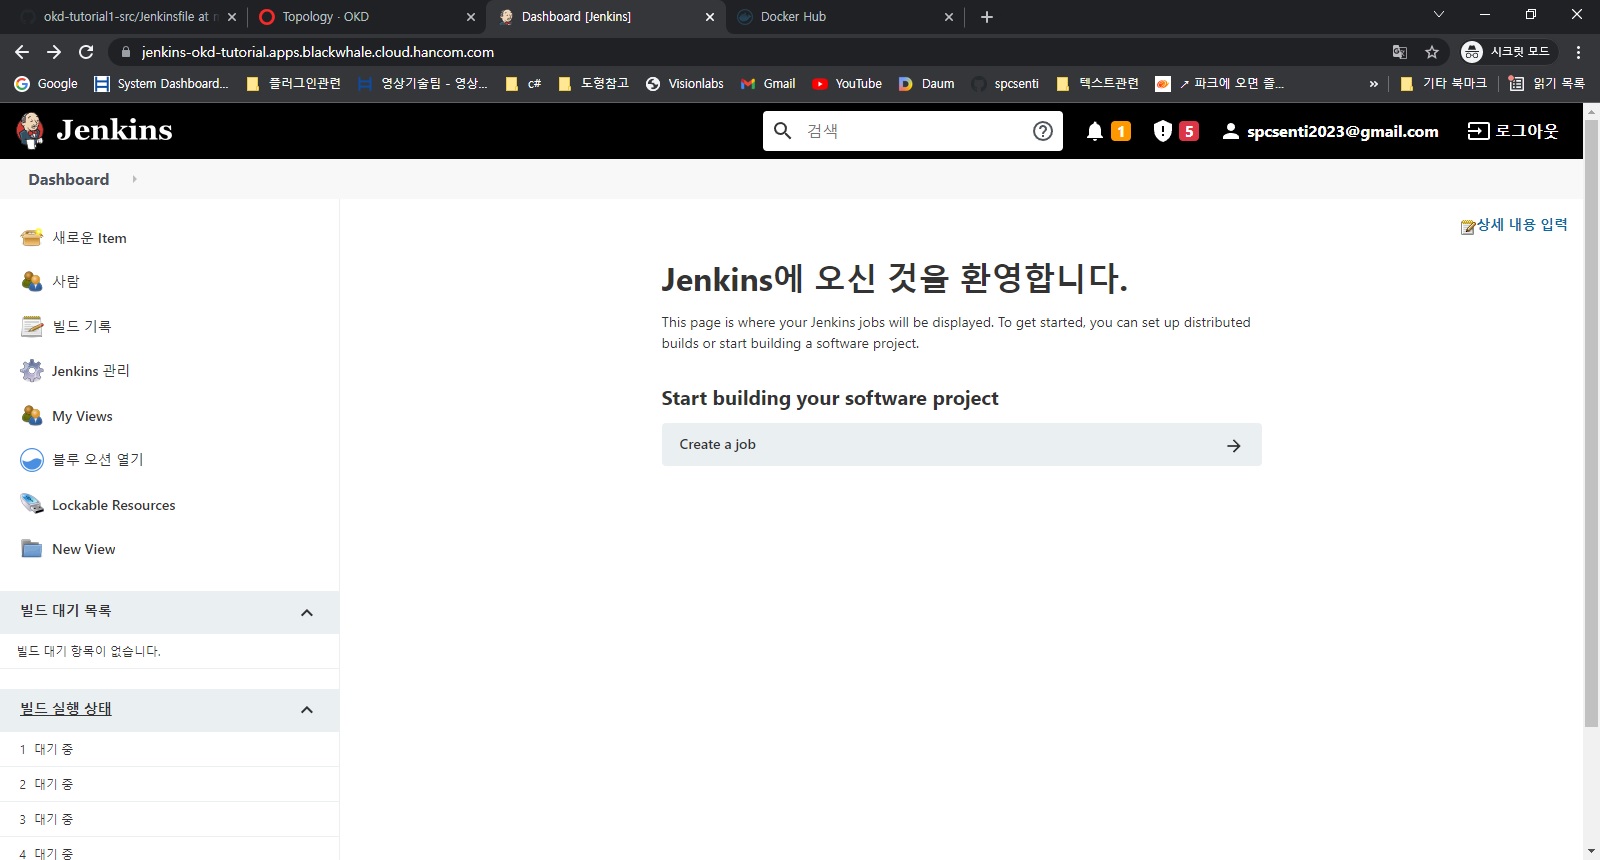 okd-tutorial1-src/Jenkinsfile at
Topology · OKD
Dashboard [Jenkins]
Docker Hub
jenkins-okd-tutorial.apps.blackwhale.cloud.hancom.com
시크릿 모드
Google
System Dashboard...
플러그인관련
영상기술팀 - 영상...
c#
도형참고
Visionlabs
Gmail
YouTube
Daum
spcsenti
텍스트관련
↗ 파크에 오면 즐...
»
기타 북마크
읽기 목록
Jenkins
검색
1
5
spcsenti2023@gmail.com
로그아웃
Dashboard
상세 내용 입력
새로운 Item
사람
빌드 기록
Jenkins 관리
My Views
블루 오션 열기
Lockable Resources
New View
빌드 대기 목록
빌드 대기 항목이 없습니다.
빌드 실행 상태
1 대기 중
2 대기 중
3 대기 중
4 대기 중
Jenkins에 오신 것을 환영합니다.
This page is where your Jenkins jobs will be displayed. To get started, you can set up distributed
builds or start building a software project.
Start building your software project
Create a job